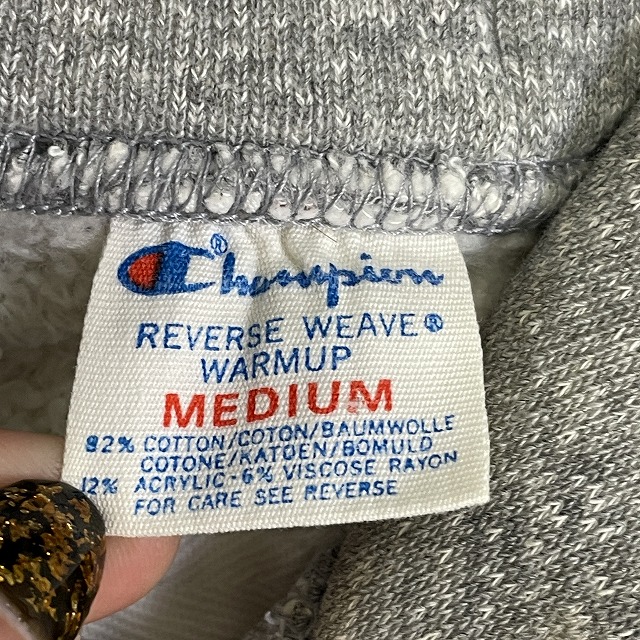 Champion®
REVERSE WEAVE®
WARMUP
MEDIUM
82% COTTON/COTON/BAUMWOLLE
COTONE/KATOEN/BOMULD
12% ACRYLIC-6% VISCOSE RAYON
FOR CARE SEE REVERSE